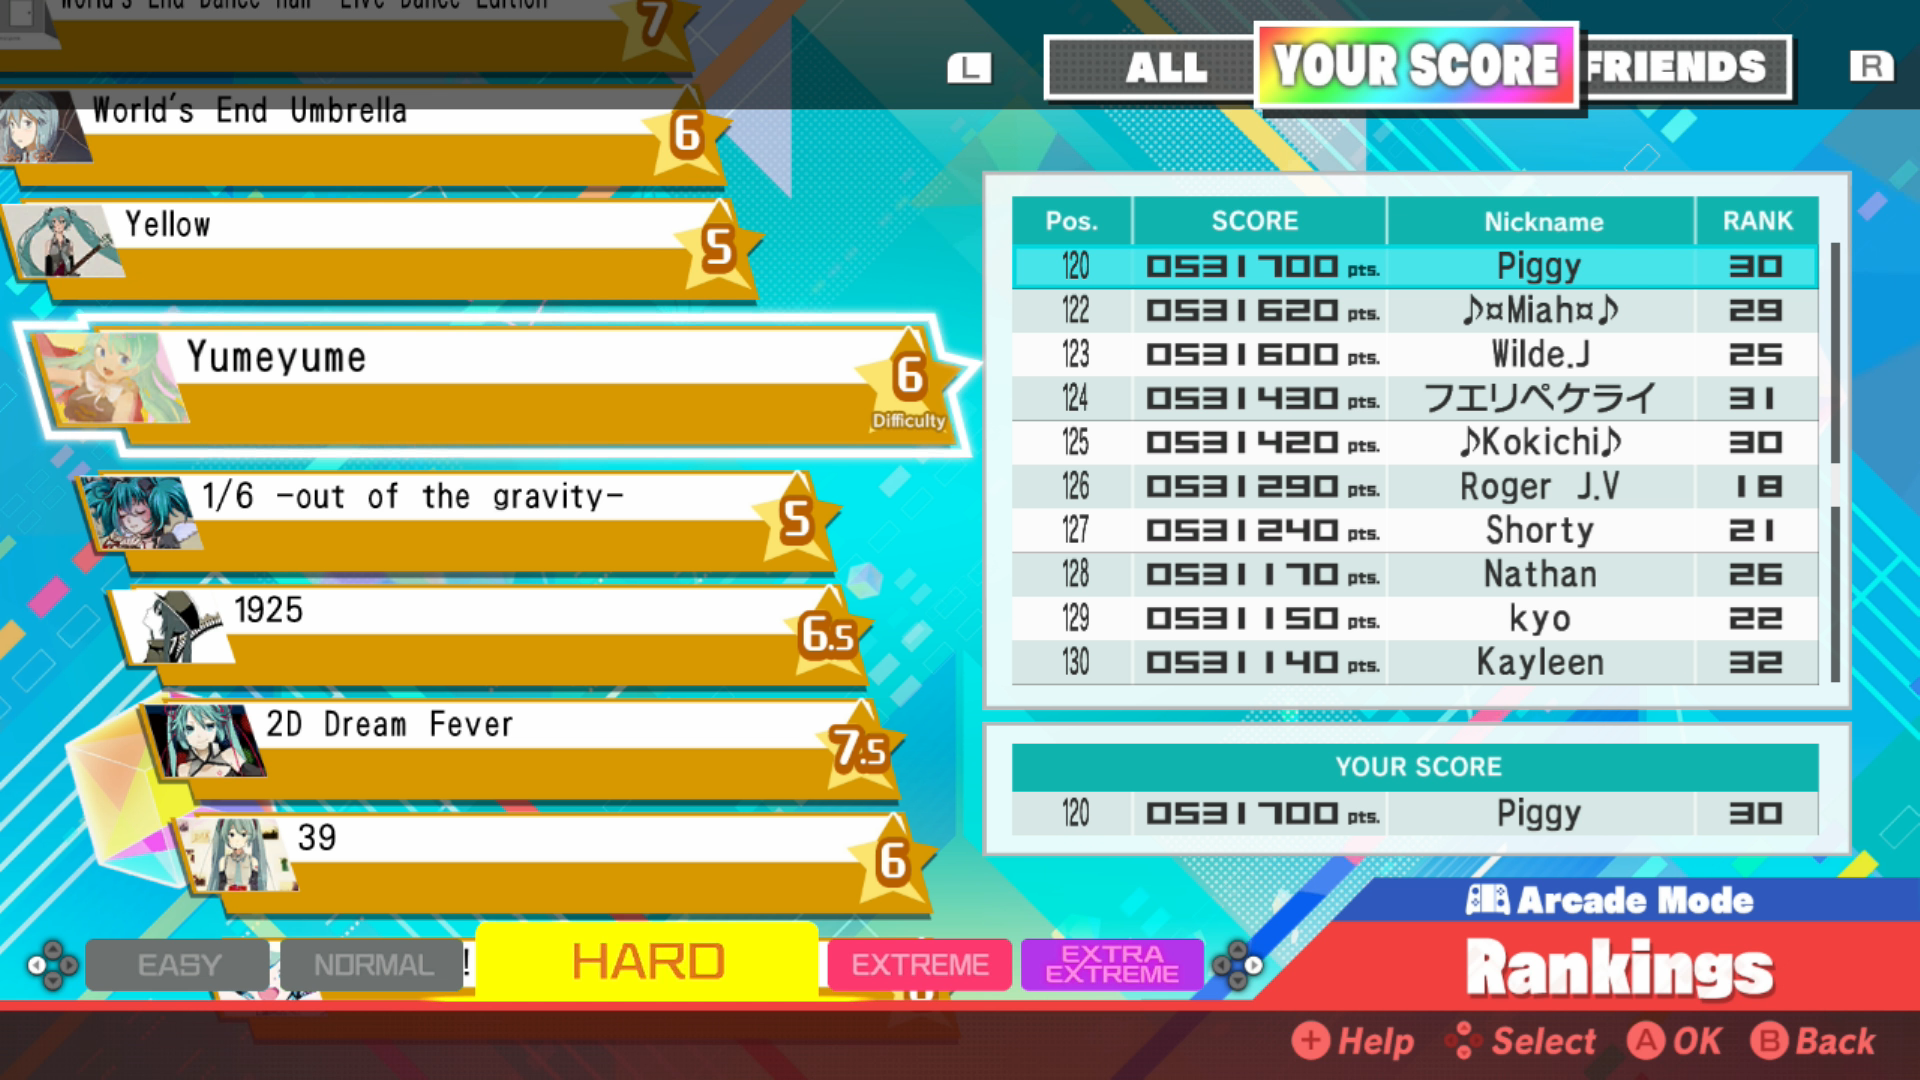 World's End Dance Hall -Live Dance Edition-
7
L
ALL
YOUR SCORE
FRIENDS
R
World's End Umbrella
6
Yellow
5
Yumeyume
6
Difficulty
1/6 -out of the gravity-
5
1925
6.5
2D Dream Fever
7.5
39
6
Pos. SCORE Nickname RANK
120 0531700 pts. Piggy 30
122 0531620 pts. ♪¤Miah¤♪ 29
123 0531600 pts. Wilde.J 25
124 0531430 pts. フエリペケライ 31
125 0531420 pts. ♪Kokichi♪ 30
126 0531290 pts. Roger J.V 18
127 0531240 pts. Shorty 21
128 0531170 pts. Nathan 26
129 0531150 pts. kyo 22
130 0531140 pts. Kayleen 32
YOUR SCORE
120 0531700 pts. Piggy 30
Arcade Mode
Rankings
EASY
NORMAL
!
HARD
EXTREME
EXTRA
EXTREME
+ Help
Select
A OK
B Back